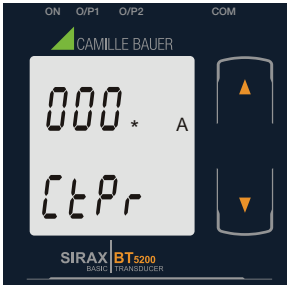 ON O/P1 O/P2 COM
CAMILLE BAUER
000.* A
CtPr
SIRAX BT5200
BASIC TRANSDUCER